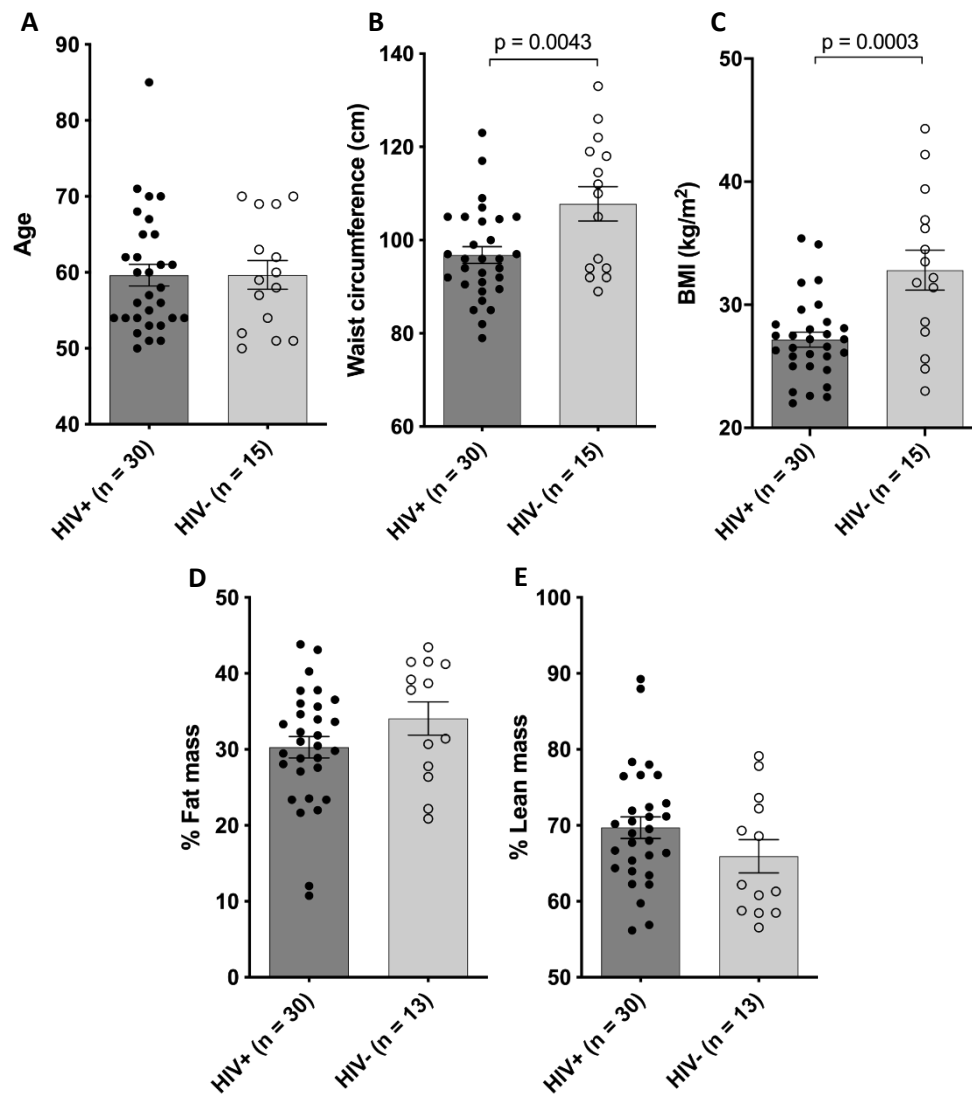 A
Age
90
80
70
60
50
40
HIV+ (n = 30)
HIV- (n = 15)
B
Waist circumference (cm)
p = 0.0043
140
120
100
80
60
HIV+ (n = 30)
HIV- (n = 15)
C
BMI (kg/m²)
p = 0.0003
50
40
30
20
HIV+ (n = 30)
HIV- (n = 15)
D
% Fat mass
50
40
30
20
10
0
HIV+ (n = 30)
HIV- (n = 13)
E
% Lean mass
100
90
80
70
60
50
HIV+ (n = 30)
HIV- (n = 13)